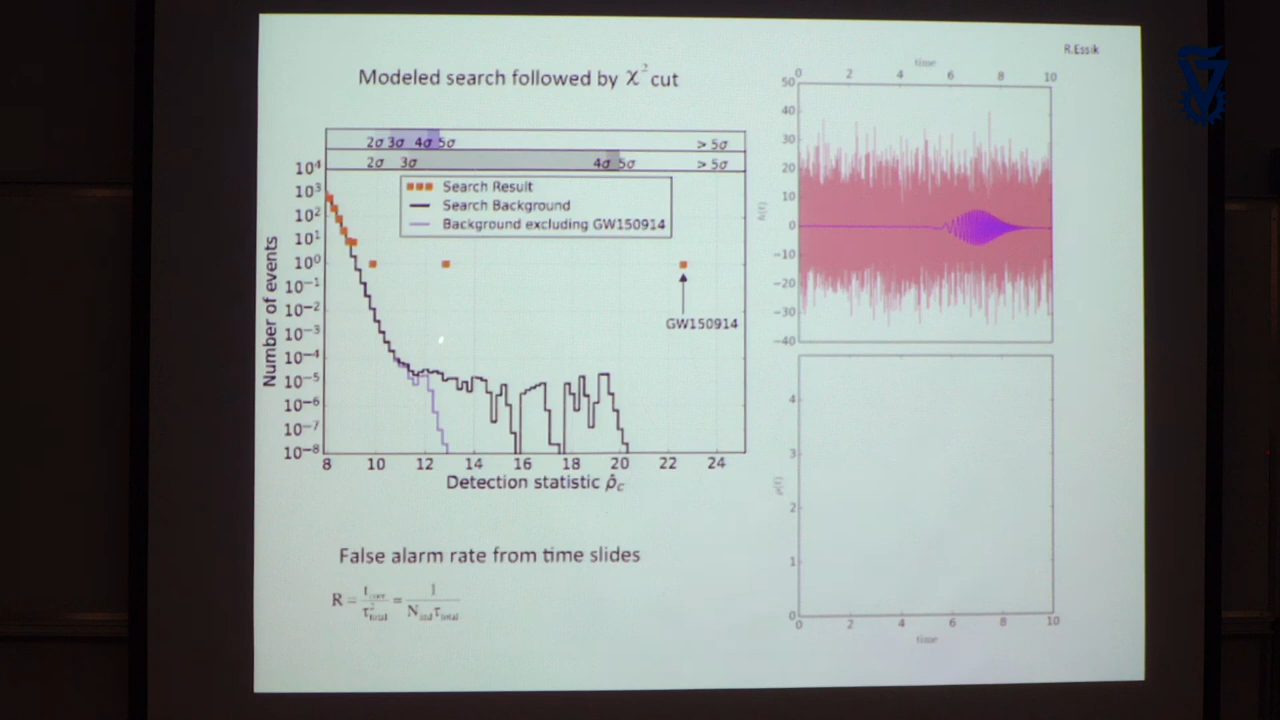 R.Essik
Modeled search followed by χ² cut
2σ 3σ 4σ 5σ > 5σ
2σ 3σ 4σ 5σ > 5σ
Search Result
Search Background
Background excluding GW150914
GW150914
Number of events
10⁴
10³
10²
10¹
10⁰
10⁻¹
10⁻²
10⁻³
10⁻⁴
10⁻⁵
10⁻⁶
10⁻⁷
10⁻⁸
8 10 12 14 16 18 20 22 24
Detection statistic ρ̂c
False alarm rate from time slides
R = = 1
time
0 2 4 6 8 10
50
40
30
20
10
0
−10
−20
−30
−40
4
3
2
1
0
0 2 4 6 8 10
time